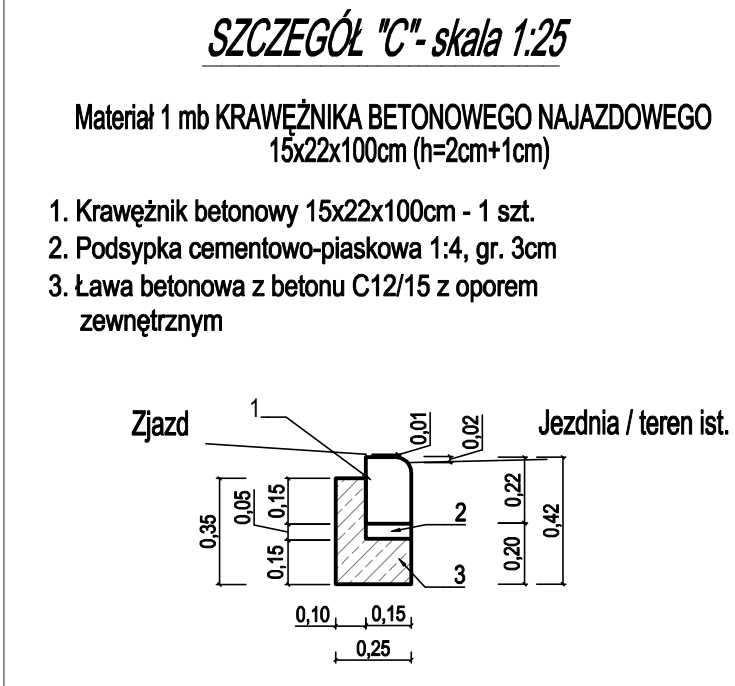 SZCZEGÓŁ "C"- skala 1:25
Materiał 1 mb KRAWĘŻNIKA BETONOWEGO NAJAZDOWEGO
15x22x100cm (h=2cm+1cm)
1. Krawężnik betonowy 15x22x100cm - 1 szt.
2. Podsypka cementowo-piaskowa 1:4, gr. 3cm
3. Ława betonowa z betonu C12/15 z oporem
zewnętrznym
Zjazd
1
0,01
0,02
Jezdnia / teren ist.
0,35
0,05
0,15
0,15
2
3
0,22
0,20
0,42
0,10
0,15
0,25